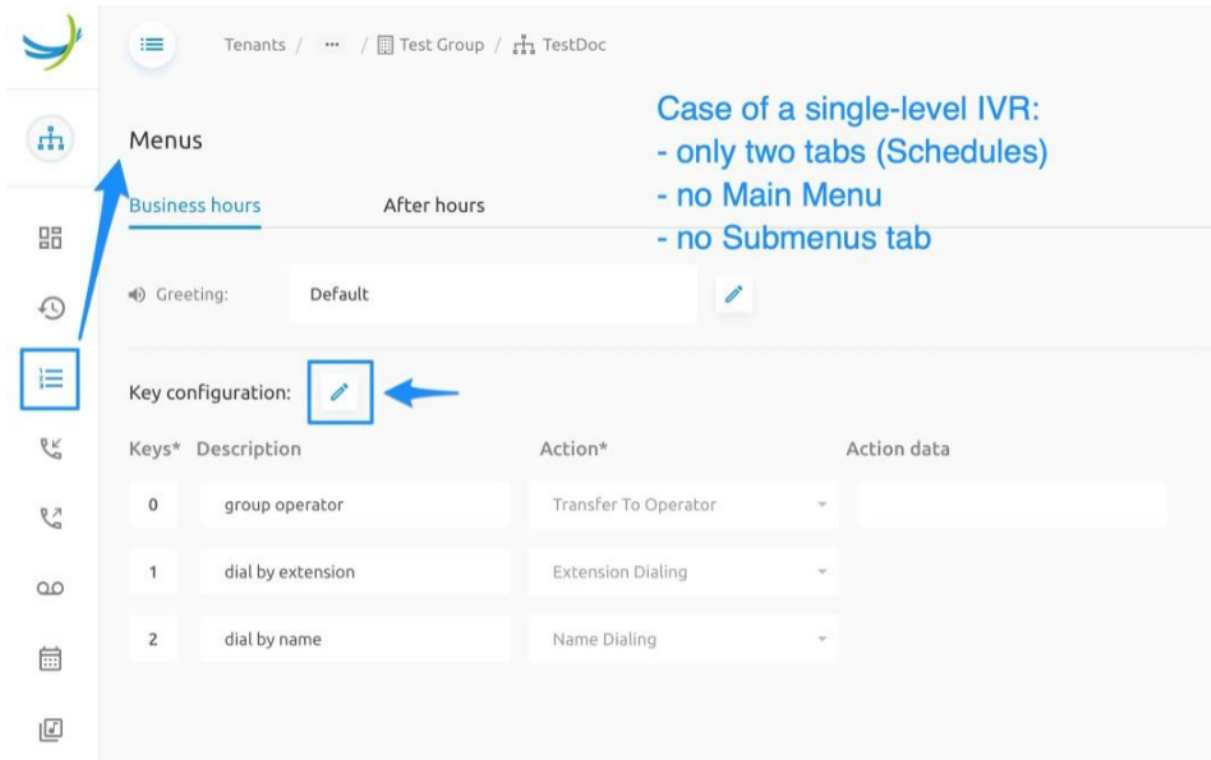 Tenants / ... / Test Group / TestDoc
Case of a single-level IVR:
- only two tabs (Schedules)
- no Main Menu
- no Submenus tab
Menus
Business hours After hours
Greeting: Default
Key configuration:
Keys* Description Action* Action data
0 group operator Transfer To Operator
1 dial by extension Extension Dialing
2 dial by name Name Dialing